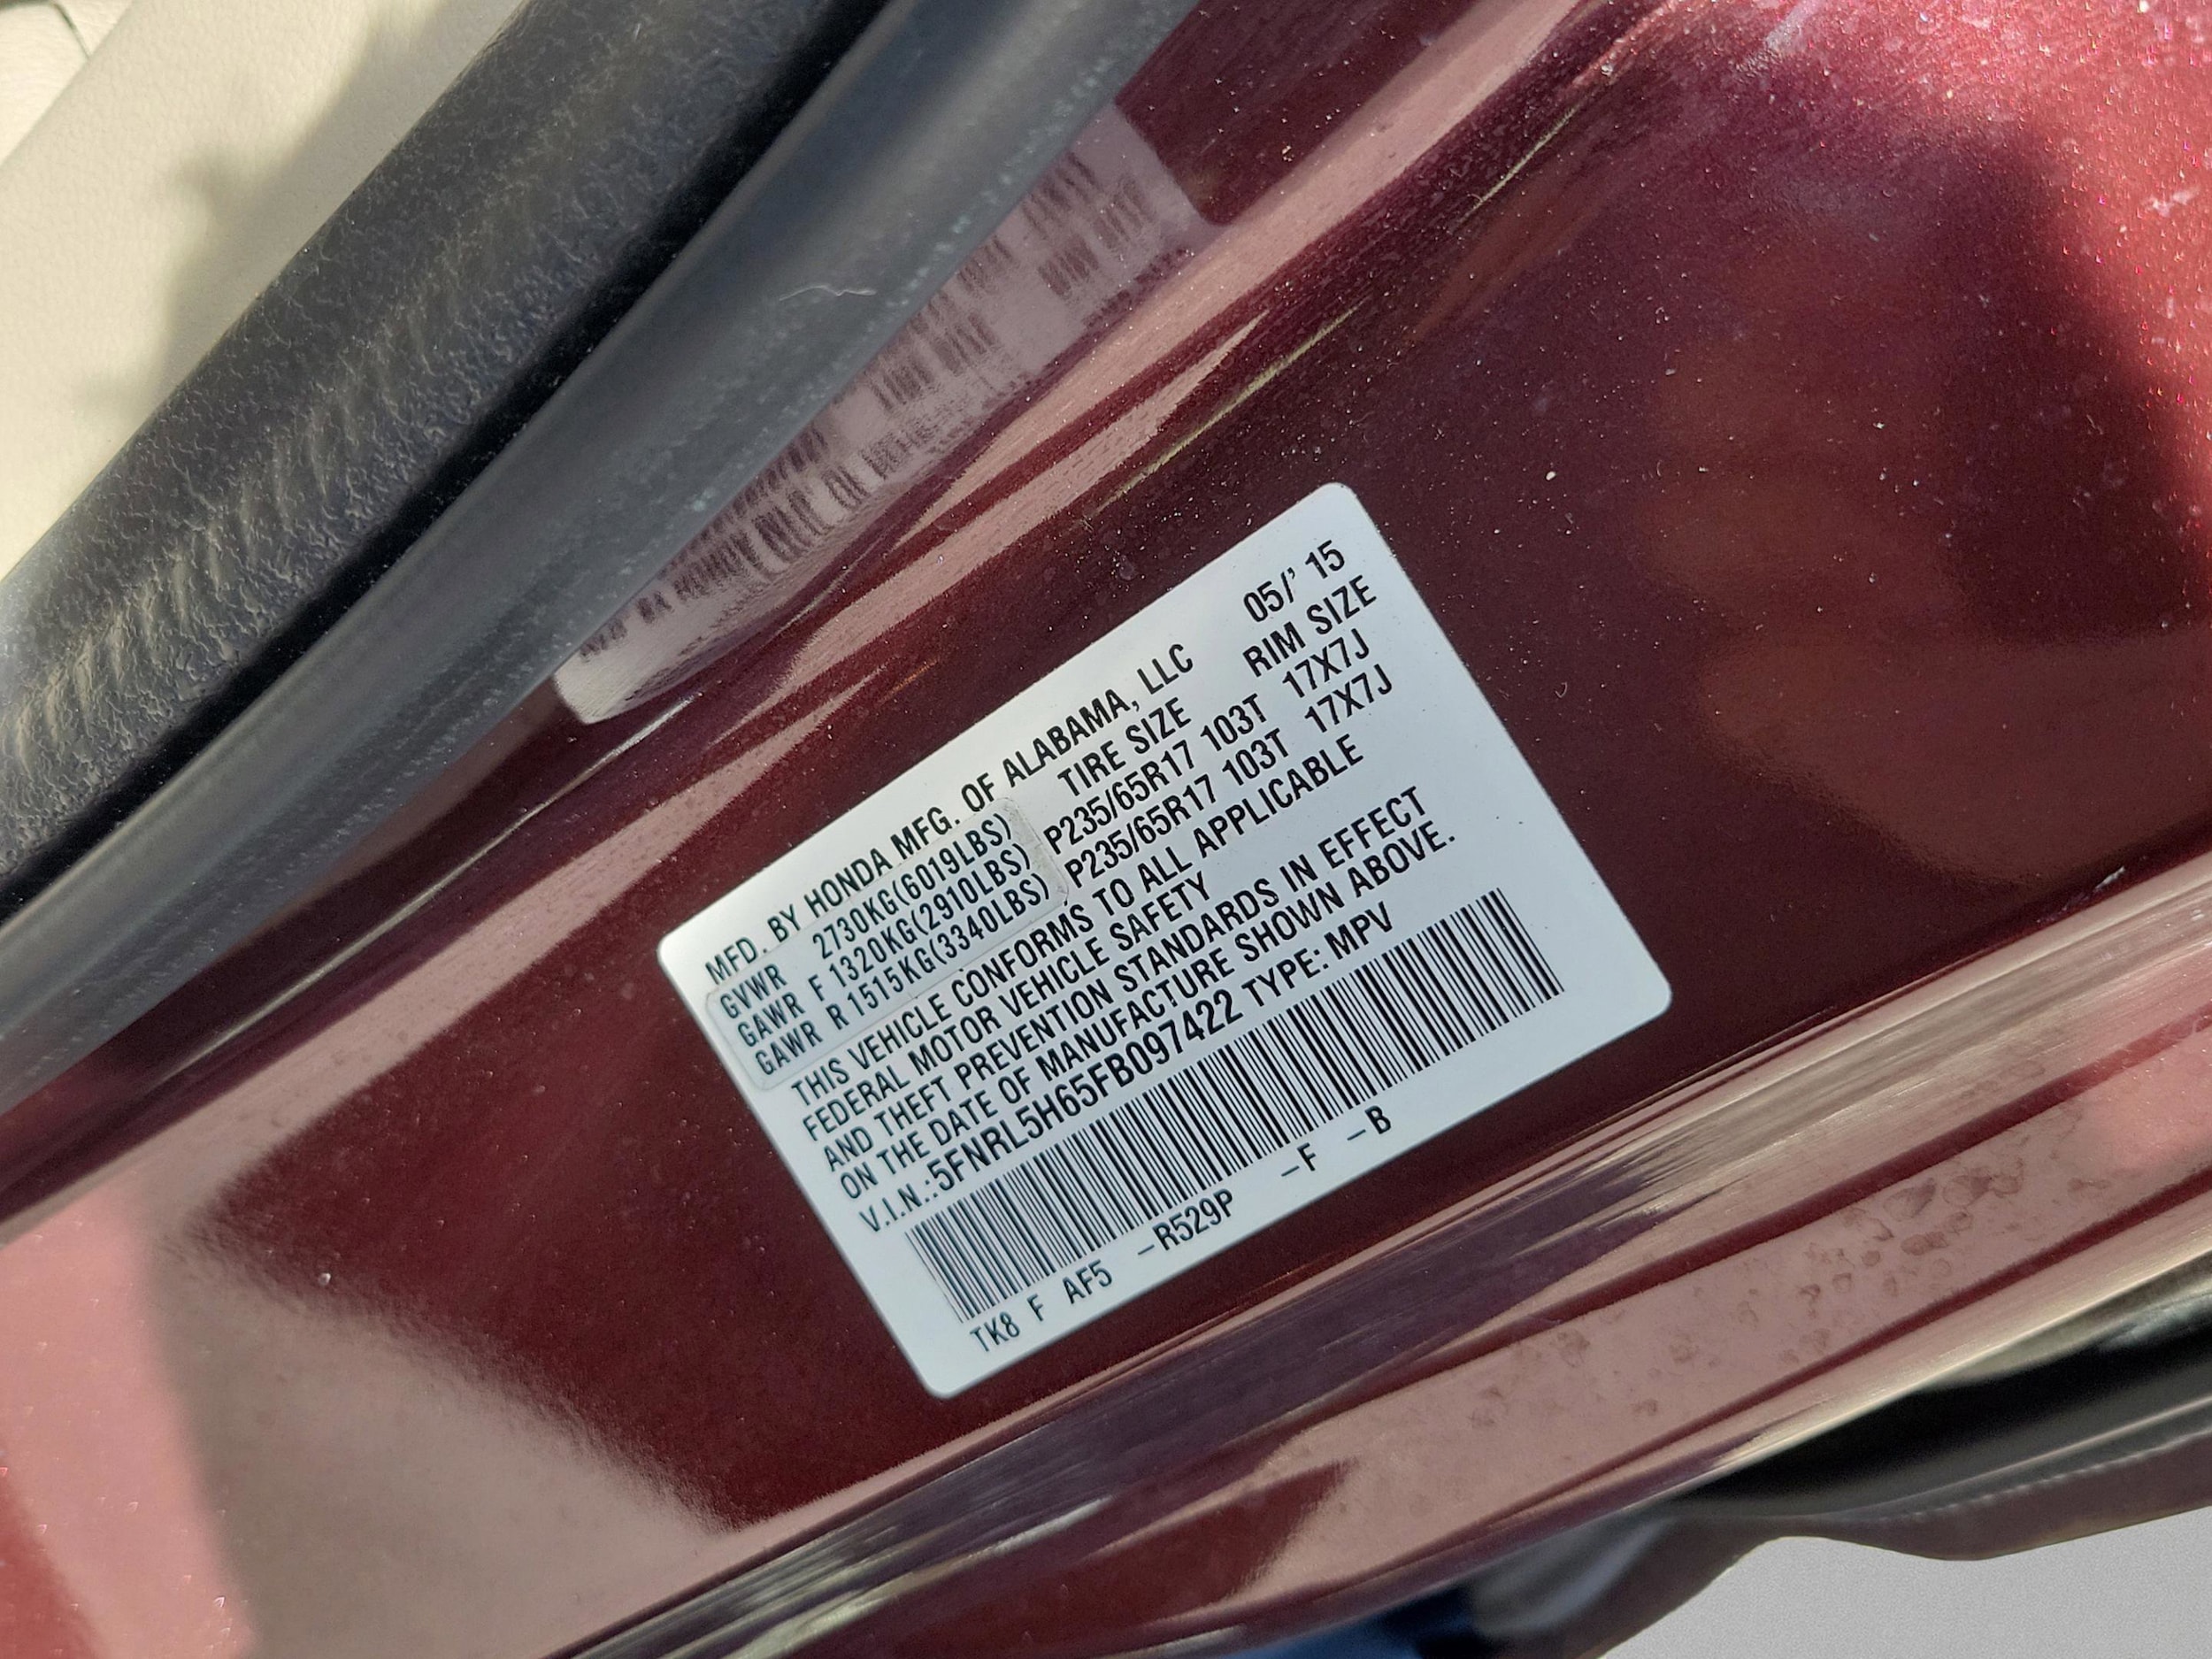 MFD. BY HONDA MFG. OF ALABAMA, LLC 05/' 15
GVWR 2730KG(6019LBS) TIRE SIZE RIM SIZE
GAWR F 1320KG(2910LBS) P235/65R17 103T 17X7J
GAWR R 1515KG(3340LBS) P235/65R17 103T 17X7J
THIS VEHICLE CONFORMS TO ALL APPLICABLE
FEDERAL MOTOR VEHICLE SAFETY
AND THEFT PREVENTION STANDARDS IN EFFECT
ON THE DATE OF MANUFACTURE SHOWN ABOVE.
V.I.N.:5FNRL5H65FB097422 TYPE: MPV
TK8 F AF5 –R529P –F –B